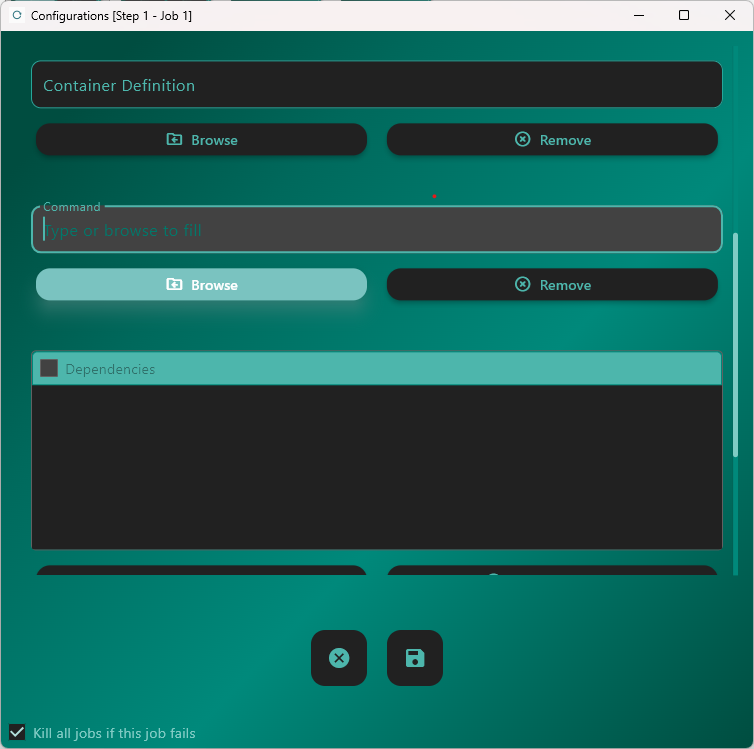 Configurations [Step 1 - Job 1]
Container Definition
Browse Remove
Command
Type or browse to fill
Browse Remove
Dependencies
Kill all jobs if this job fails